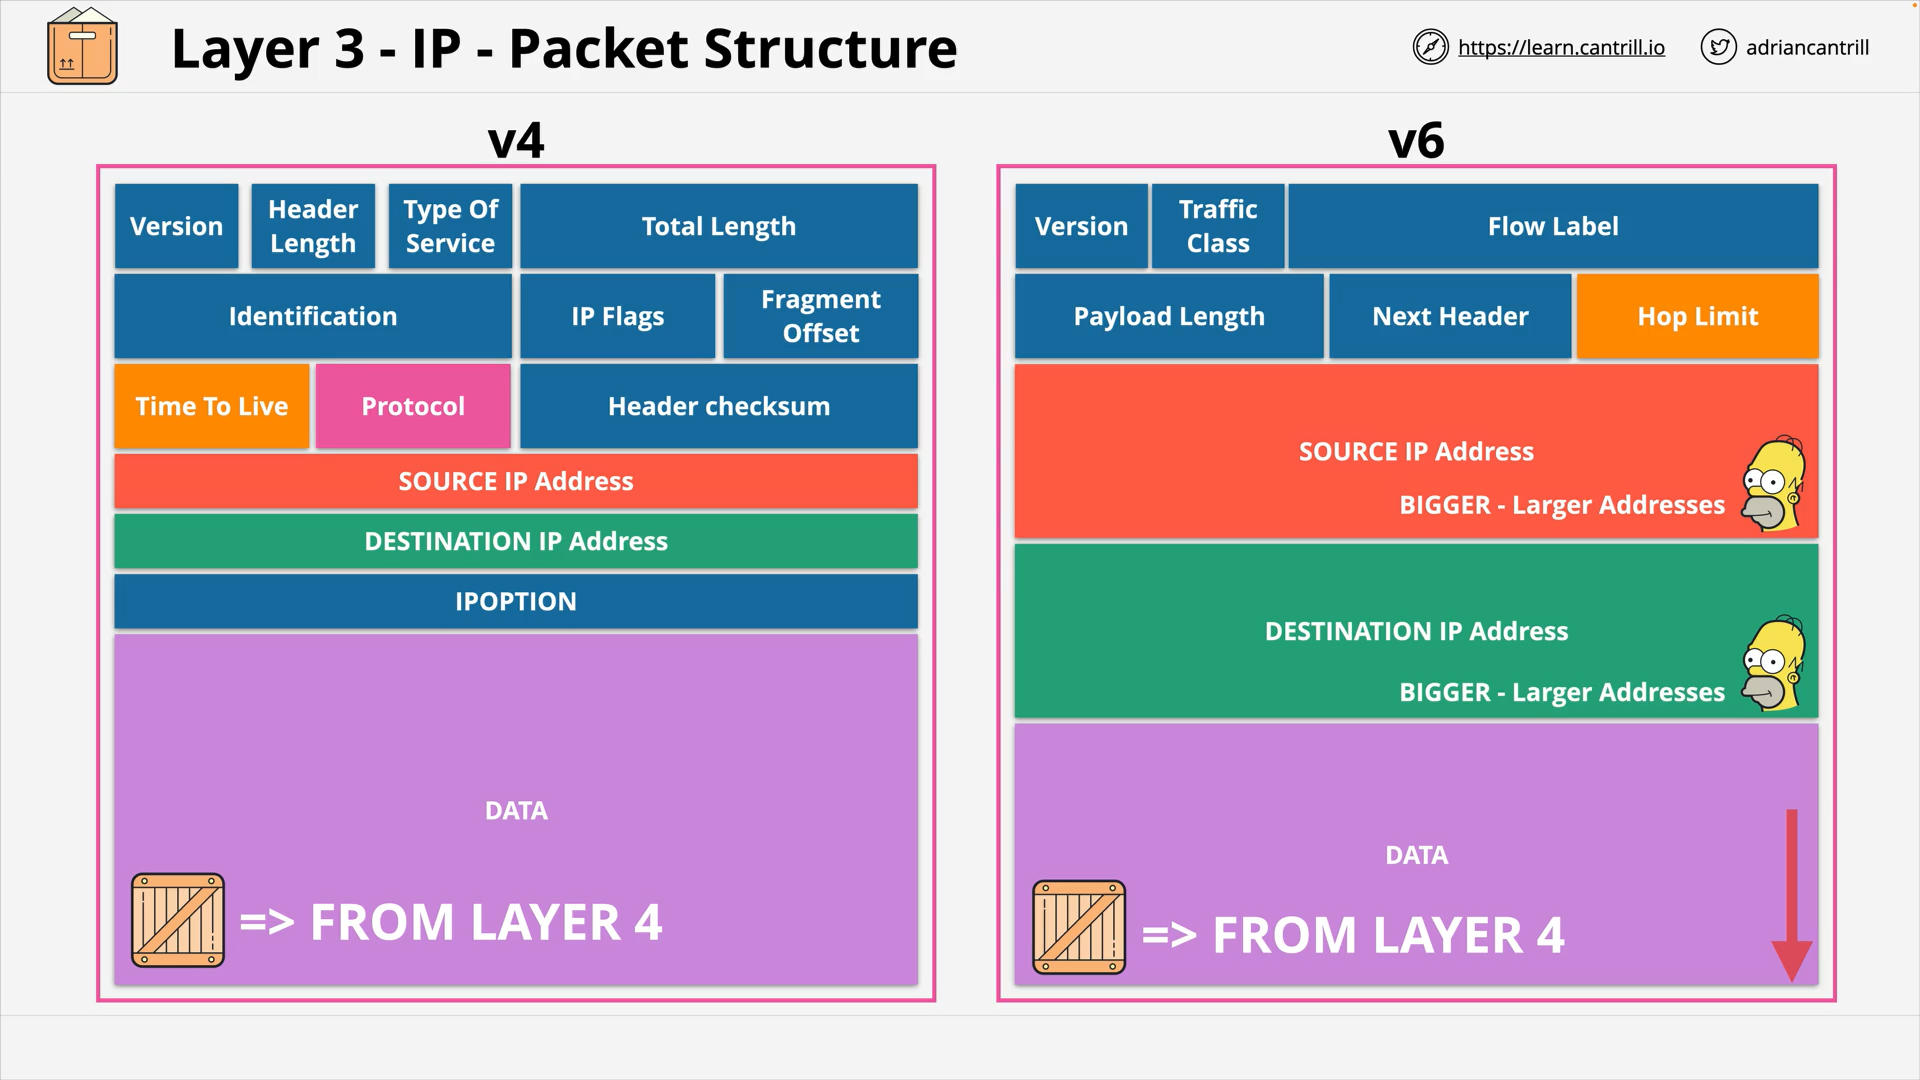 Layer 3 - IP - Packet Structure
https://learn.cantrill.io
adriancantrill
v4
Version
Header
Length
Type Of
Service
Total Length
Identification
IP Flags
Fragment
Offset
Time To Live
Protocol
Header checksum
SOURCE IP Address
DESTINATION IP Address
IPOPTION
DATA
=> FROM LAYER 4
v6
Version
Traffic
Class
Flow Label
Payload Length
Next Header
Hop Limit
SOURCE IP Address
BIGGER - Larger Addresses
DESTINATION IP Address
BIGGER - Larger Addresses
DATA
=> FROM LAYER 4